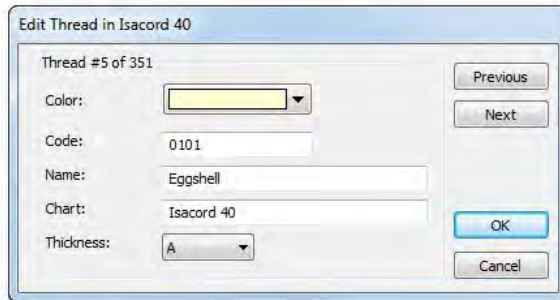 Edit Thread in Isacord 40
Thread #5 of 351
Color:
Code: 0101
Name: Eggshell
Chart: Isacord 40
Thickness: A
Previous
Next
OK
Cancel